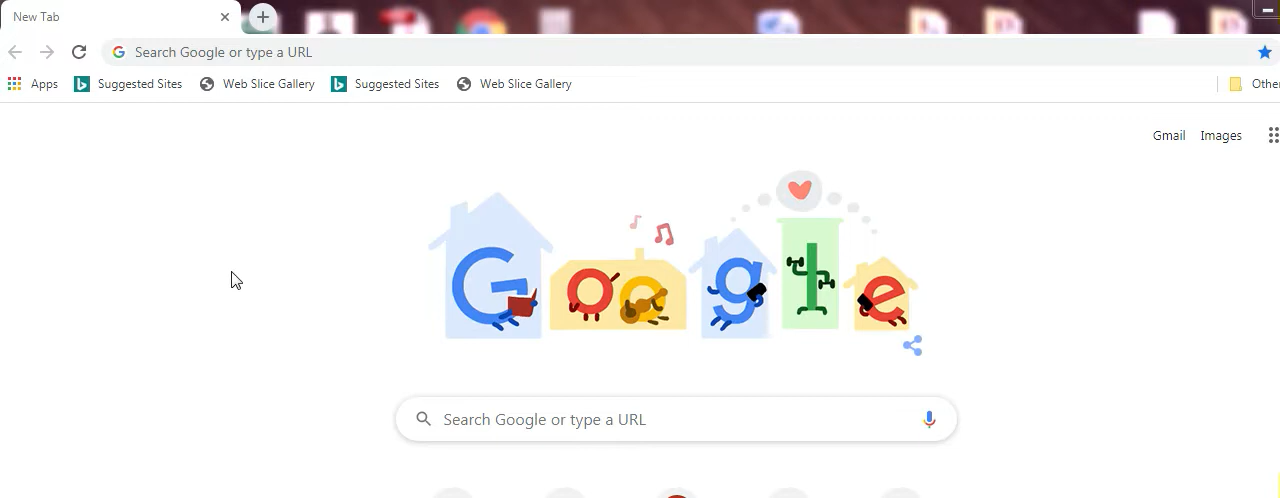 New Tab
Search Google or type a URL
Apps Suggested Sites Web Slice Gallery Suggested Sites Web Slice Gallery
Gmail Images
Google
Search Google or type a URL